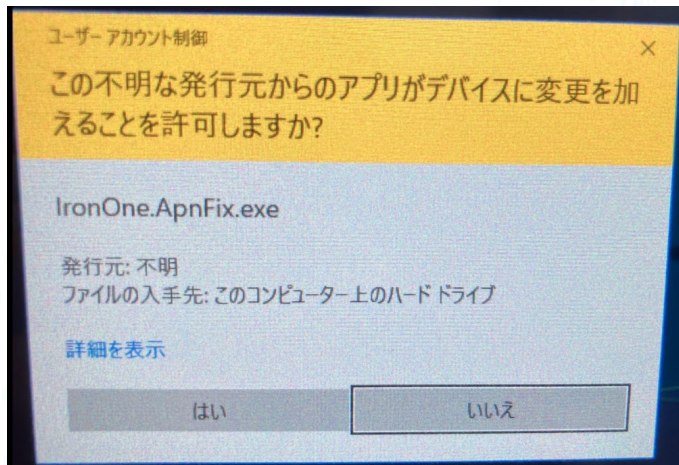 ユーザー アカウント制御
この不明な発行元からのアプリがデバイスに変更を加
えることを許可しますか?
IronOne.ApnFix.exe
発行元: 不明
ファイルの入手先: このコンピューター上のハード ドライブ
詳細を表示
はい
いいえ